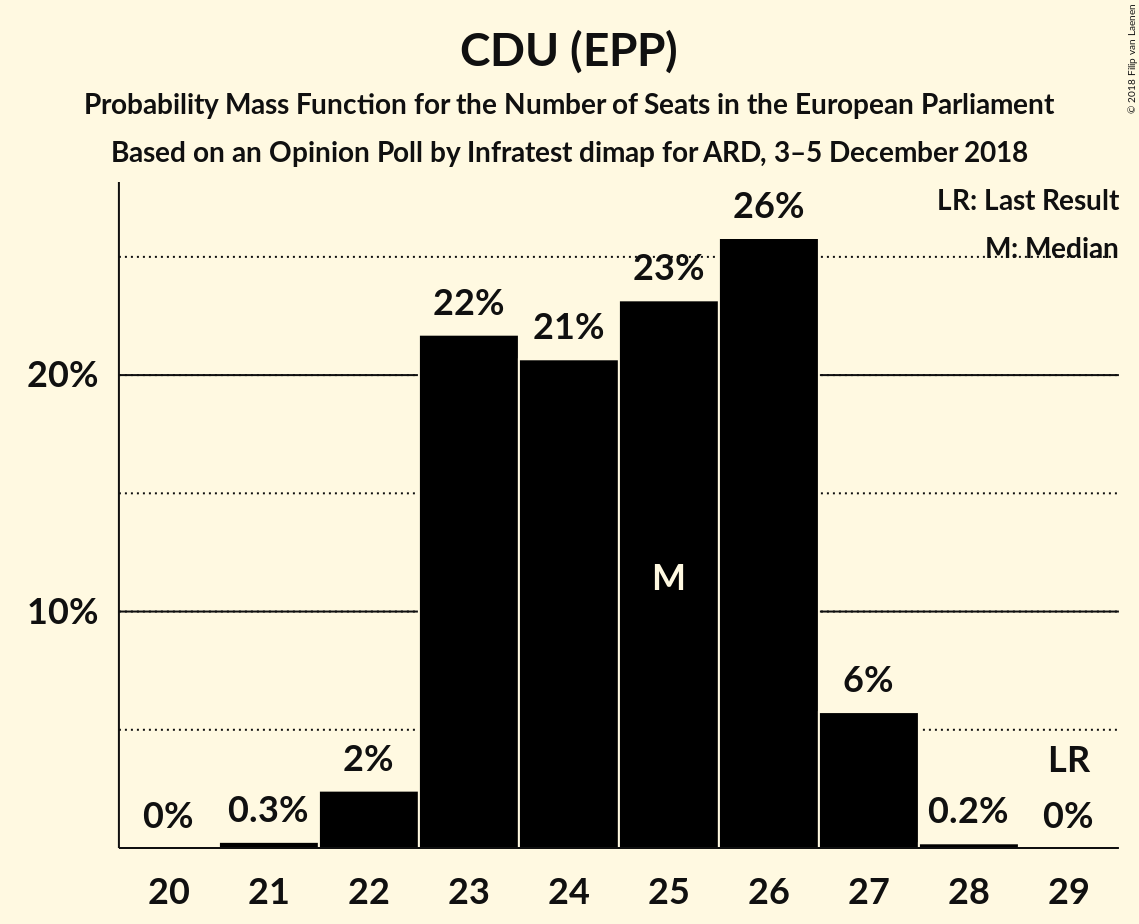 CDU (EPP)
Probability Mass Function for the Number of Seats in the European Parliament
Based on an Opinion Poll by Infratest dimap for ARD, 3–5 December 2018
© 2018 Filip van Laenen
LR: Last Result
M: Median
26%
23%
22%
21%
20%
M
10%
6%
2%
LR
0%
0.3%
0.2%
0%
20 21 22 23 24 25 26 27 28 29